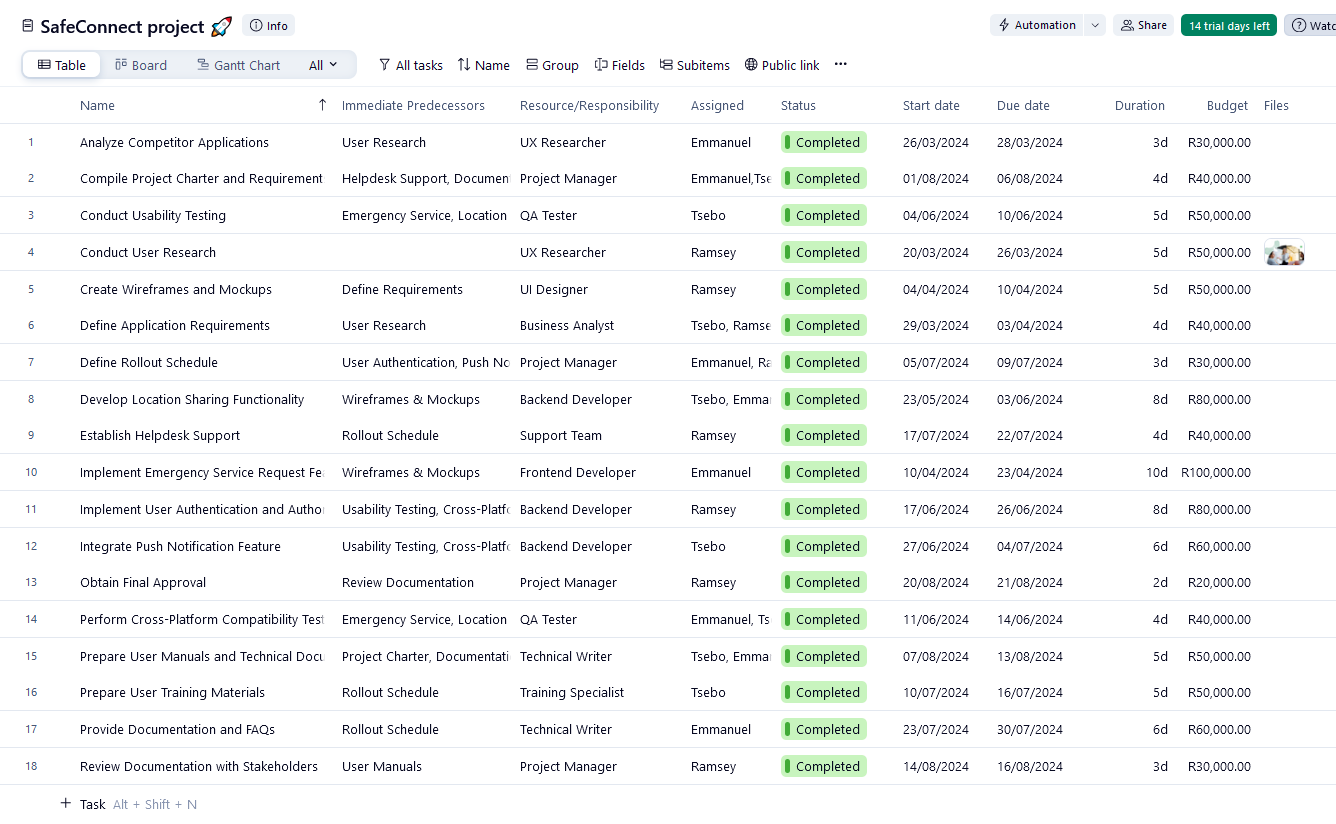 SafeConnect project 🚀 Info Automation Share 14 trial days left Watc
Table Board Gantt Chart All All tasks Name Group Fields Subitems Public link ...
Name ↑ Immediate Predecessors Resource/Responsibility Assigned Status Start date Due date Duration Budget Files
1 Analyze Competitor Applications User Research UX Researcher Emmanuel Completed 26/03/2024 28/03/2024 3d R30,000.00
2 Compile Project Charter and Requirement Helpdesk Support, Documen Project Manager Emmanuel,Tse Completed 01/08/2024 06/08/2024 4d R40,000.00
3 Conduct Usability Testing Emergency Service, Location QA Tester Tsebo Completed 04/06/2024 10/06/2024 5d R50,000.00
4 Conduct User Research UX Researcher Ramsey Completed 20/03/2024 26/03/2024 5d R50,000.00
5 Create Wireframes and Mockups Define Requirements UI Designer Ramsey Completed 04/04/2024 10/04/2024 5d R50,000.00
6 Define Application Requirements User Research Business Analyst Tsebo, Ramse Completed 29/03/2024 03/04/2024 4d R40,000.00
7 Define Rollout Schedule User Authentication, Push No Project Manager Emmanuel, Ra Completed 05/07/2024 09/07/2024 3d R30,000.00
8 Develop Location Sharing Functionality Wireframes & Mockups Backend Developer Tsebo, Emma Completed 23/05/2024 03/06/2024 8d R80,000.00
9 Establish Helpdesk Support Rollout Schedule Support Team Ramsey Completed 17/07/2024 22/07/2024 4d R40,000.00
10 Implement Emergency Service Request Fea Wireframes & Mockups Frontend Developer Emmanuel Completed 10/04/2024 23/04/2024 10d R100,000.00
11 Implement User Authentication and Autho Usability Testing, Cross-Platfo Backend Developer Ramsey Completed 17/06/2024 26/06/2024 8d R80,000.00
12 Integrate Push Notification Feature Usability Testing, Cross-Platfo Backend Developer Tsebo Completed 27/06/2024 04/07/2024 6d R60,000.00
13 Obtain Final Approval Review Documentation Project Manager Ramsey Completed 20/08/2024 21/08/2024 2d R20,000.00
14 Perform Cross-Platform Compatibility Test Emergency Service, Location QA Tester Emmanuel, Ts Completed 11/06/2024 14/06/2024 4d R40,000.00
15 Prepare User Manuals and Technical Docu Project Charter, Documentati Technical Writer Tsebo, Emma Completed 07/08/2024 13/08/2024 5d R50,000.00
16 Prepare User Training Materials Rollout Schedule Training Specialist Tsebo Completed 10/07/2024 16/07/2024 5d R50,000.00
17 Provide Documentation and FAQs Rollout Schedule Technical Writer Emmanuel Completed 23/07/2024 30/07/2024 6d R60,000.00
18 Review Documentation with Stakeholders User Manuals Project Manager Ramsey Completed 14/08/2024 16/08/2024 3d R30,000.00
+ Task Alt + Shift + N